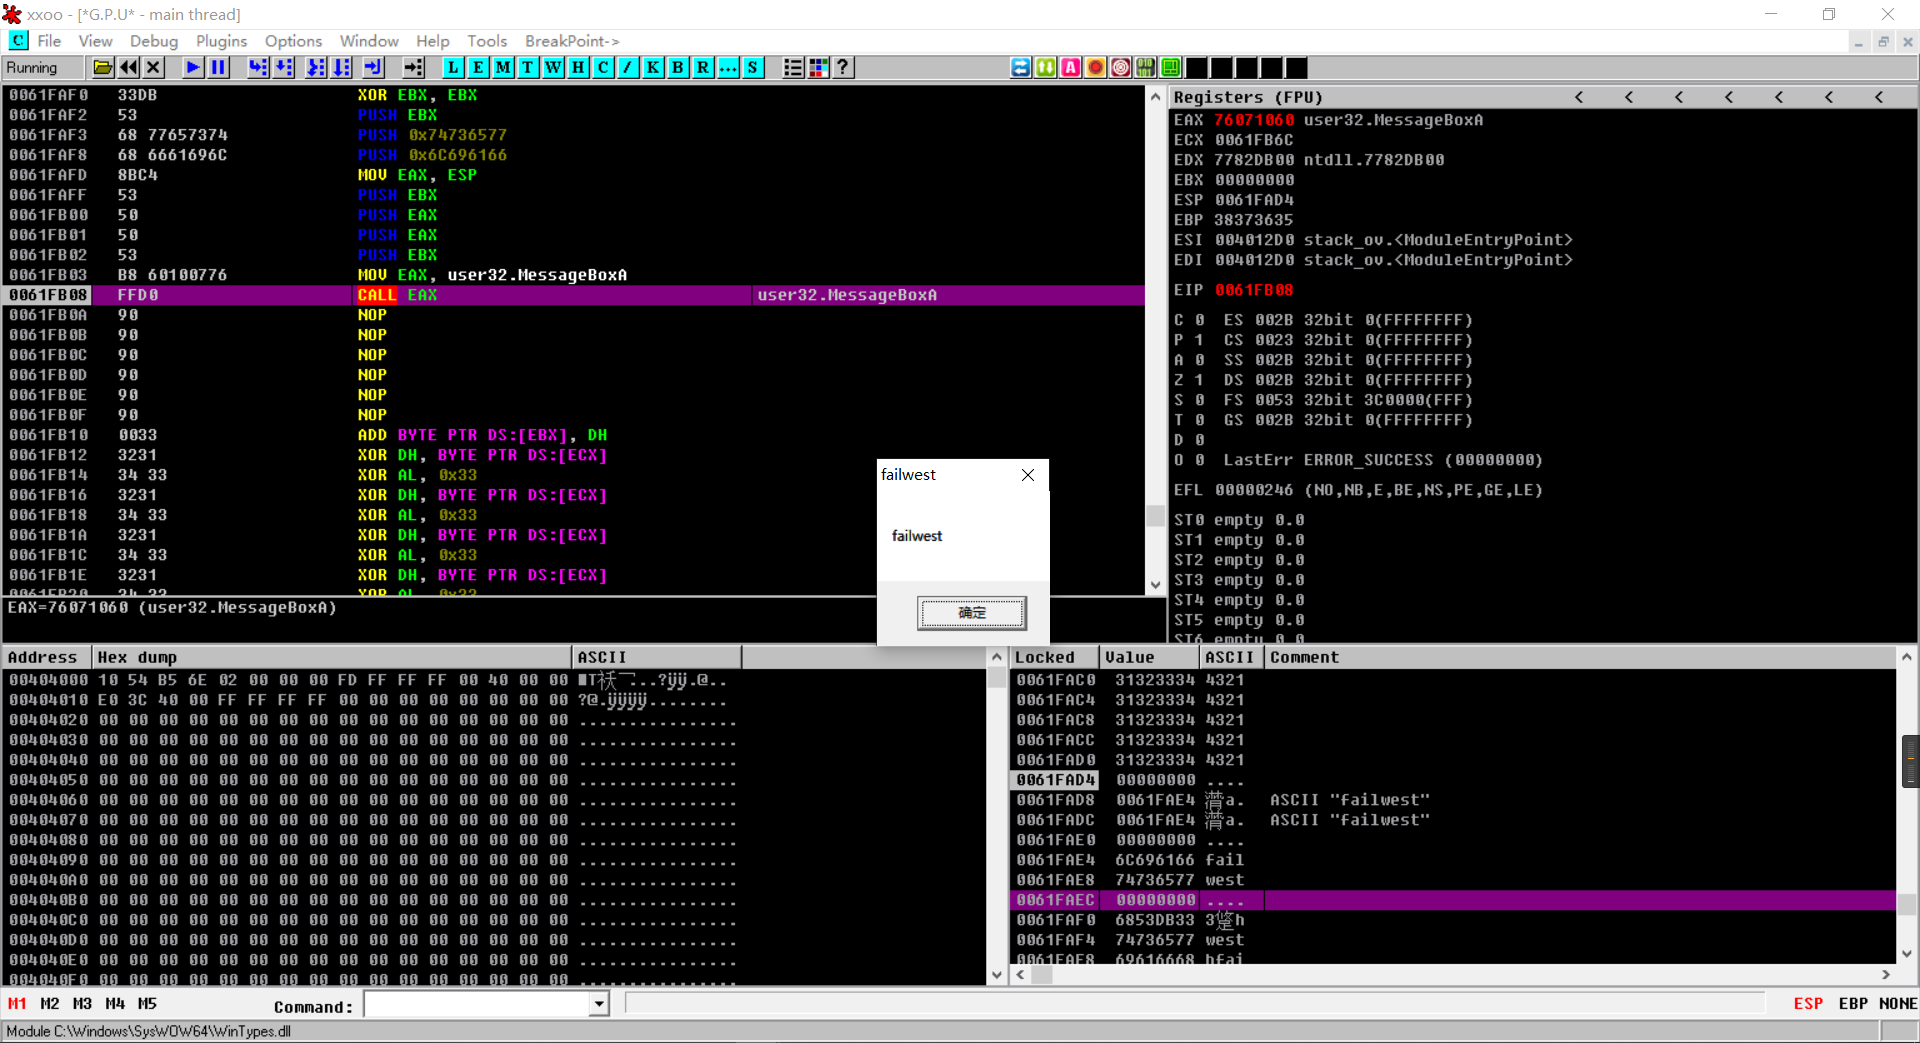 xxoo - [*G.P.U* - main thread]
C File View Debug Plugins Options Window Help Tools BreakPoint->
Running L E M T W H C / K B R ... S ?
0061FAF0 33DB XOR EBX, EBX
0061FAF2 53 PUSH EBX
0061FAF3 68 77657374 PUSH 0x74736577
0061FAF8 68 6661696C PUSH 0x6C696166
0061FAFD 8BC4 MOV EAX, ESP
0061FAFF 53 PUSH EBX
0061FB00 50 PUSH EAX
0061FB01 50 PUSH EAX
0061FB02 53 PUSH EBX
0061FB03 B8 60100776 MOV EAX, user32.MessageBoxA
0061FB08 FFD0 CALL EAX user32.MessageBoxA
0061FB0A 90 NOP
0061FB0B 90 NOP
0061FB0C 90 NOP
0061FB0D 90 NOP
0061FB0E 90 NOP
0061FB0F 90 NOP
0061FB10 0033 ADD BYTE PTR DS:[EBX], DH
0061FB12 3231 XOR DH, BYTE PTR DS:[ECX]
0061FB14 34 33 XOR AL, 0x33
0061FB16 3231 XOR DH, BYTE PTR DS:[ECX]
0061FB18 34 33 XOR AL, 0x33
0061FB1A 3231 XOR DH, BYTE PTR DS:[ECX]
0061FB1C 34 33 XOR AL, 0x33
0061FB1E 3231 XOR DH, BYTE PTR DS:[ECX]
0061FB20 34 33 XOR AL, 0x33
EAX=76071060 (user32.MessageBoxA)
Registers (FPU) < < < < < < <
EAX 76071060 user32.MessageBoxA
ECX 0061FB6C
EDX 7782DB00 ntdll.7782DB00
EBX 00000000
ESP 0061FAD4
EBP 38373635
ESI 004012D0 stack_ov.<ModuleEntryPoint>
EDI 004012D0 stack_ov.<ModuleEntryPoint>
EIP 0061FB08
C 0 ES 002B 32bit 0(FFFFFFFF)
P 1 CS 0023 32bit 0(FFFFFFFF)
A 0 SS 002B 32bit 0(FFFFFFFF)
Z 1 DS 002B 32bit 0(FFFFFFFF)
S 0 FS 0053 32bit 3C0000(FFF)
T 0 GS 002B 32bit 0(FFFFFFFF)
D 0
O 0 LastErr ERROR_SUCCESS (00000000)
EFL 00000246 (NO,NB,E,BE,NS,PE,GE,LE)
ST0 empty 0.0
ST1 empty 0.0
ST2 empty 0.0
ST3 empty 0.0
ST4 empty 0.0
ST5 empty 0.0
ST6 empty 0.0
failwest
failwest
确定
Address Hex dump ASCII
00404000 10 54 B5 6E 02 00 00 00 FD FF FF FF 00 40 00 00
00404010 E0 3C 40 00 FF FF FF FF 00 00 00 00 00 00 00 00 ?@.ÿÿÿÿ........
00404020 00 00 00 00 00 00 00 00 00 00 00 00 00 00 00 00 ................
00404030 00 00 00 00 00 00 00 00 00 00 00 00 00 00 00 00 ................
00404040 00 00 00 00 00 00 00 00 00 00 00 00 00 00 00 00 ................
00404050 00 00 00 00 00 00 00 00 00 00 00 00 00 00 00 00 ................
00404060 00 00 00 00 00 00 00 00 00 00 00 00 00 00 00 00 ................
00404070 00 00 00 00 00 00 00 00 00 00 00 00 00 00 00 00 ................
00404080 00 00 00 00 00 00 00 00 00 00 00 00 00 00 00 00 ................
00404090 00 00 00 00 00 00 00 00 00 00 00 00 00 00 00 00 ................
004040A0 00 00 00 00 00 00 00 00 00 00 00 00 00 00 00 00 ................
004040B0 00 00 00 00 00 00 00 00 00 00 00 00 00 00 00 00 ................
004040C0 00 00 00 00 00 00 00 00 00 00 00 00 00 00 00 00 ................
004040D0 00 00 00 00 00 00 00 00 00 00 00 00 00 00 00 00 ................
004040E0 00 00 00 00 00 00 00 00 00 00 00 00 00 00 00 00 ................
004040F0 00 00 00 00 00 00 00 00 00 00 00 00 00 00 00 00 ................
Locked Value ASCII Comment
0061FAC0 31323334 4321
0061FAC4 31323334 4321
0061FAC8 31323334 4321
0061FACC 31323334 4321
0061FAD0 31323334 4321
0061FAD4 00000000 ....
0061FAD8 0061FAE4 a. ASCII "failwest"
0061FADC 0061FAE4 a. ASCII "failwest"
0061FAE0 00000000 ....
0061FAE4 6C696166 fail
0061FAE8 74736577 west
0061FAEC 00000000 ....
0061FAF0 6853DB33 3 h
0061FAF4 74736577 west
0061FAF8 69616668 hfai
M1 M2 M3 M4 M5 Command: ESP EBP NONE
Module C:\Windows\SysWOW64\WinTypes.dll